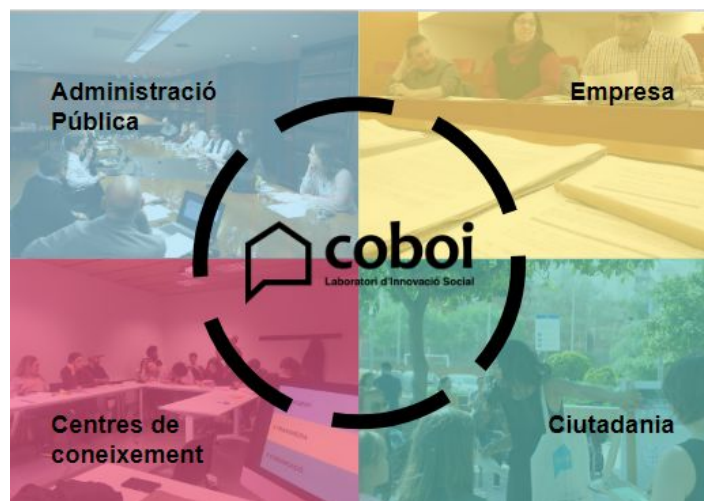 Administració
Pública
Empresa
coboi
Laboratori d'Innovació Social
Centres de
coneixement
Ciutadania